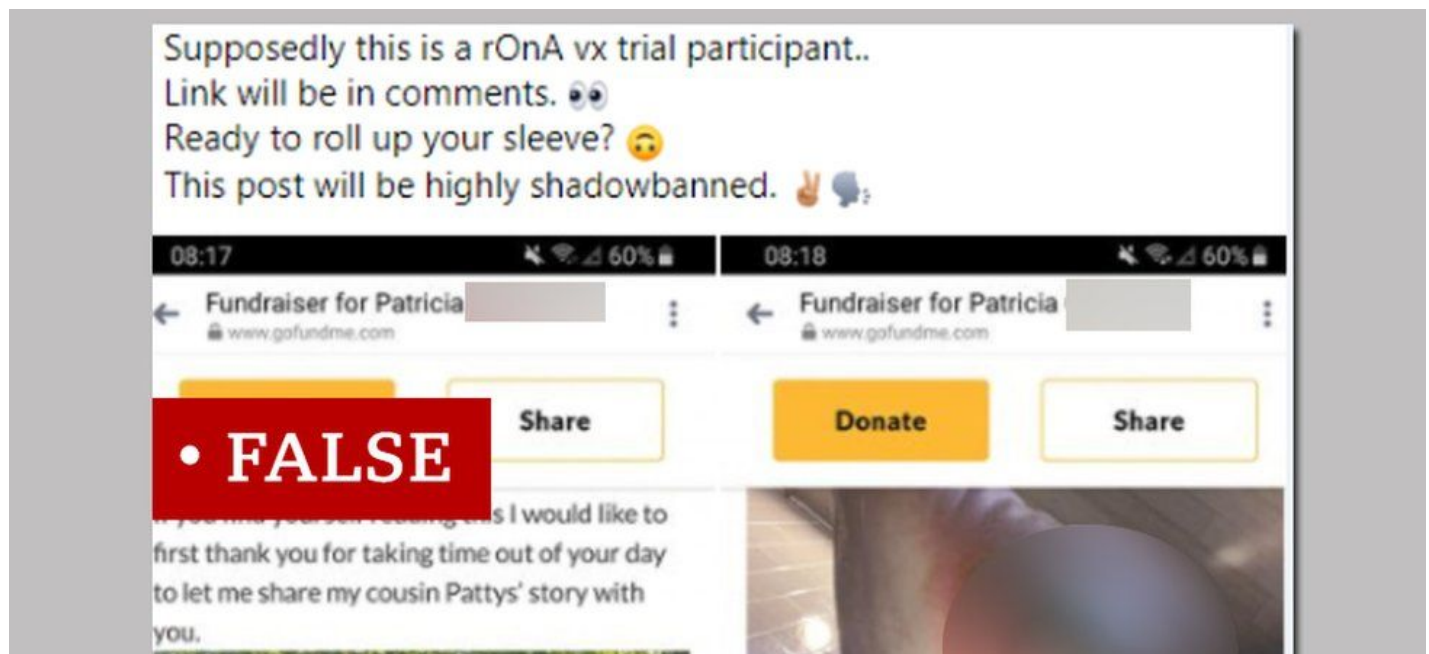 Supposedly this is a rOnA vx trial participant..
Link will be in comments. 👀
Ready to roll up your sleeve? 🙃
This post will be highly shadowbanned. ✌🏽 🗣
08:17 60%
Fundraiser for Patricia
www.gofundme.com
Share
• FALSE
I would like to
first thank you for taking time out of your day
to let me share my cousin Pattys' story with
you.
08:18 60%
Fundraiser for Patricia
www.gofundme.com
Donate
Share